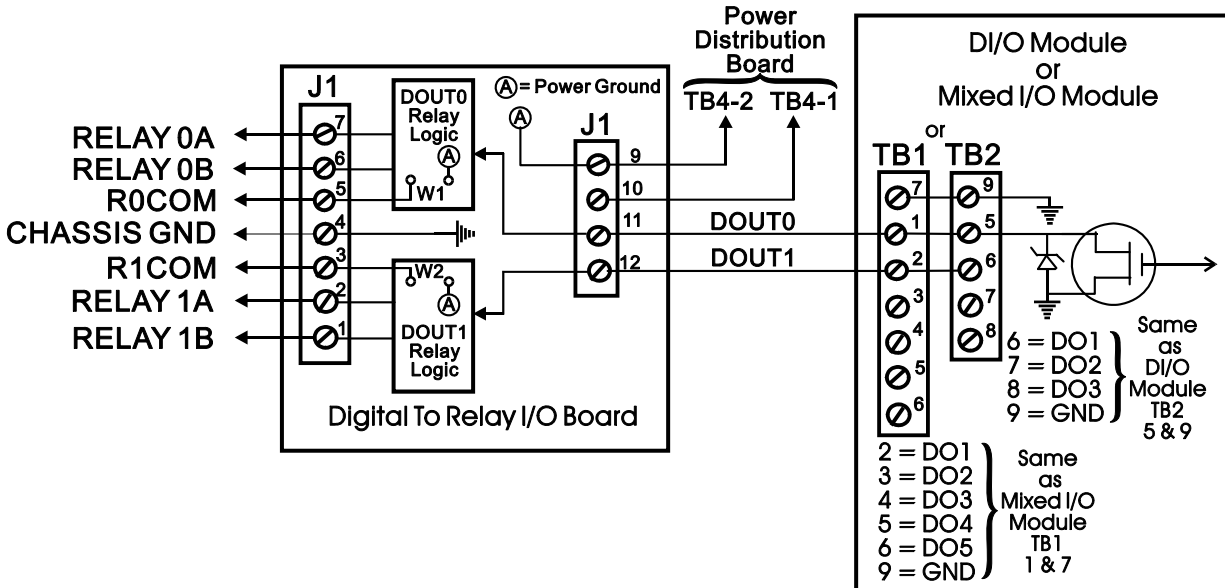 Power
Distribution
Board
TB4-2 TB4-1
DI/O Module
or
Mixed I/O Module
J1
DOUT0
Relay
Logic
A
W1
A = Power Ground
A
J1
RELAY 0A
RELAY 0B
R0COM
CHASSIS GND
R1COM
RELAY 1A
RELAY 1B
7
6
5
4
3
2
1
W2
A
DOUT1
Relay
Logic
9
10
11
12
DOUT0
DOUT1
Digital To Relay I/O Board
or
TB1 TB2
7
1
2
3
4
5
6
9
5
6
7
8
6 = DO1
7 = DO2
8 = DO3
9 = GND
Same
as
DI/O
Module
TB2
5 & 9
2 = DO1
3 = DO2
4 = DO3
5 = DO4
6 = DO5
9 = GND
Same
as
Mixed I/O
Module
TB1
1 & 7